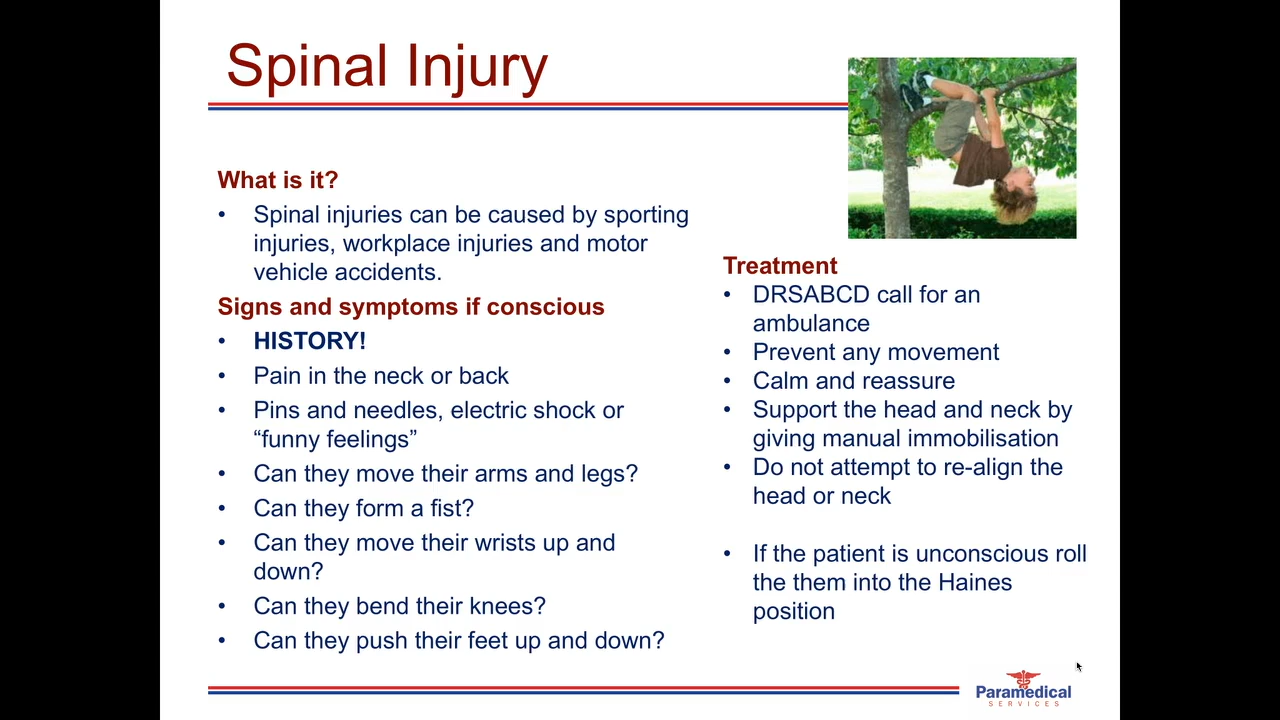 Spinal Injury
What is it?
• Spinal injuries can be caused by sporting
injuries, workplace injuries and motor
vehicle accidents.
Signs and symptoms if conscious
• HISTORY!
• Pain in the neck or back
• Pins and needles, electric shock or
“funny feelings”
• Can they move their arms and legs?
• Can they form a fist?
• Can they move their wrists up and
down?
• Can they bend their knees?
• Can they push their feet up and down?
Treatment
• DRSABCD call for an
ambulance
• Prevent any movement
• Calm and reassure
• Support the head and neck by
giving manual immobilisation
• Do not attempt to re-align the
head or neck
• If the patient is unconscious roll
the them into the Haines
position
Paramedical
SERVICES